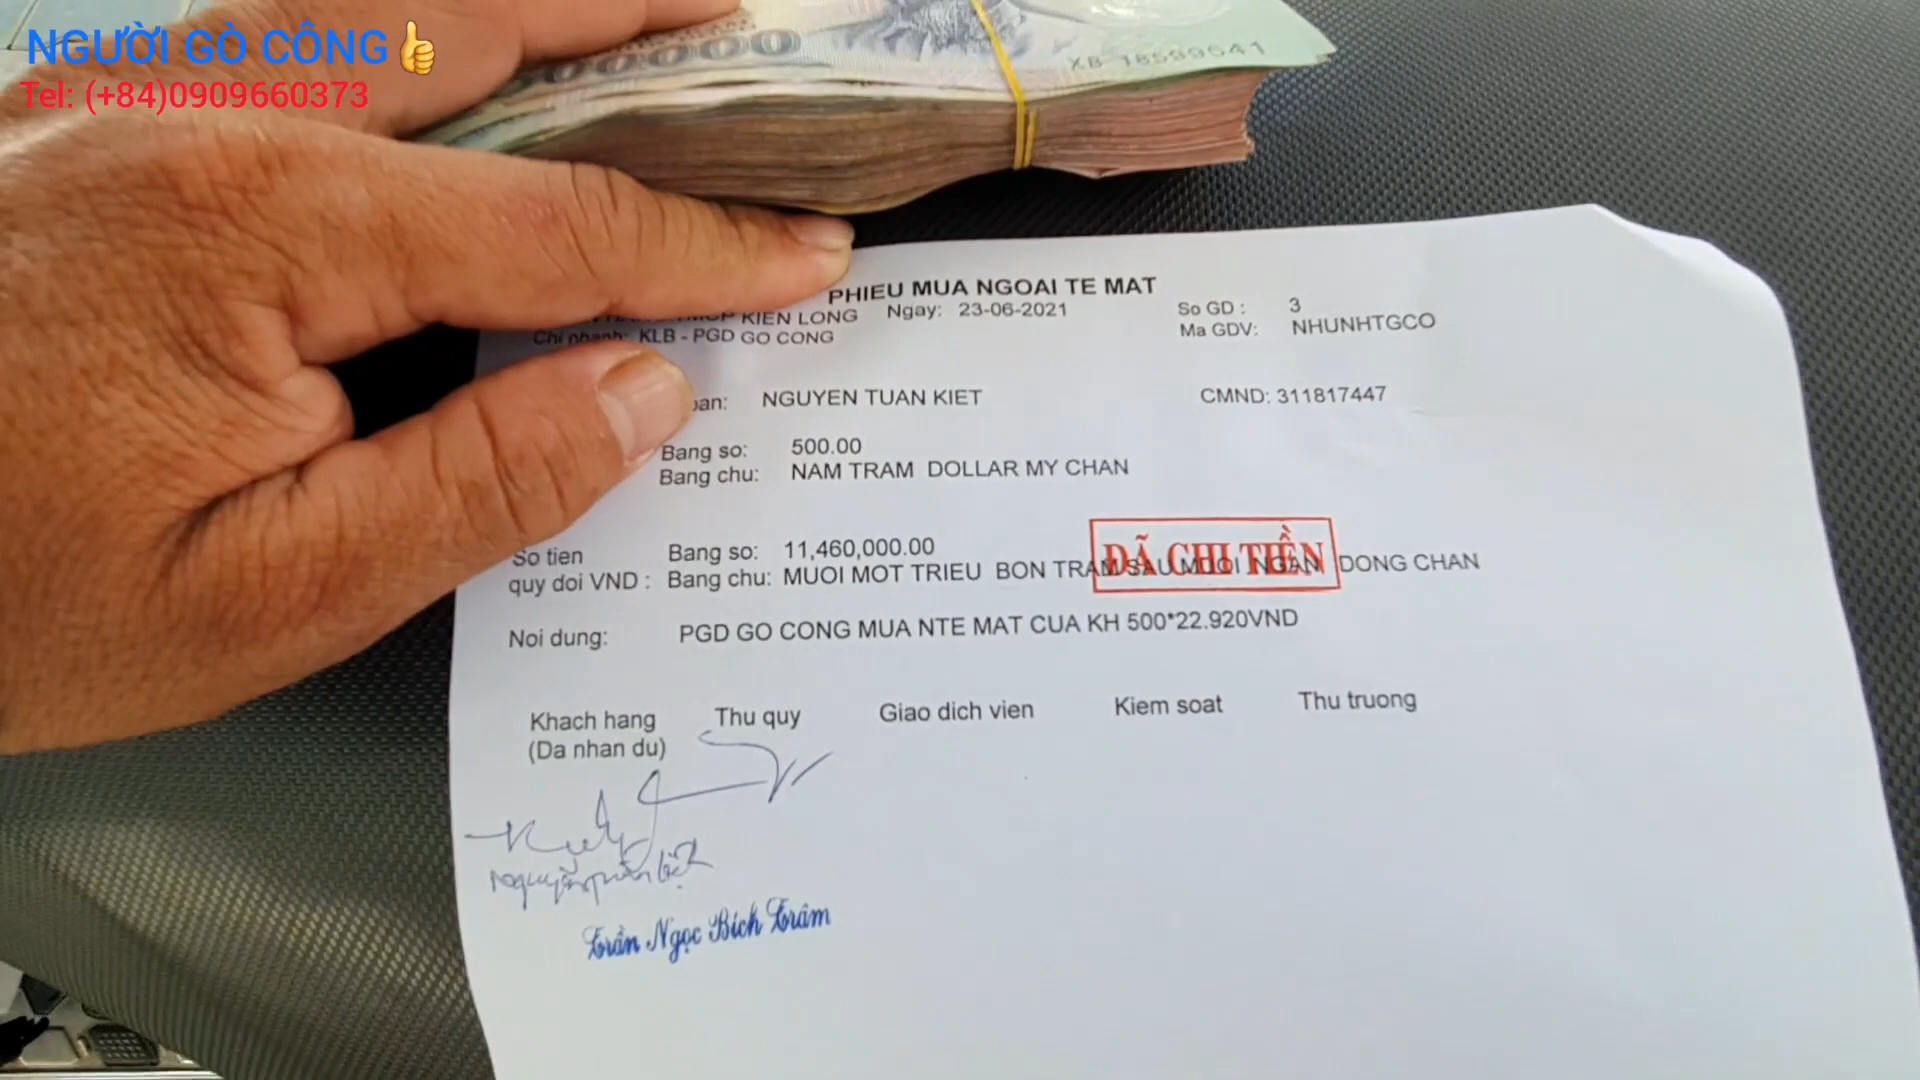 NGƯỜI GÒ CÔNG👍
Tel: (+84)0909660373
XB 18599541
PHIEU MUA NGOAI TE MAT
KIEN LONG Ngay: 23-06-2021 So GD : 3
Chi nhanh: KLB - PGD GO CONG Ma GDV: NHUNHTGCO
NGUYEN TUAN KIET CMND: 311817447
Bang so: 500.00
Bang chu: NAM TRAM DOLLAR MY CHAN
So tien Bang so: 11,460,000.00
quy doi VND : Bang chu: MUOI MOT TRIEU BON TRAM SAU MUOI NGAN DONG CHAN
ĐÃ CHI TIỀN
Noi dung: PGD GO CONG MUA NTE MAT CUA KH 500*22.920VND
Khach hang Thu quy Giao dich vien Kiem soat Thu truong
(Da nhan du)
Trần Ngọc Bích Trâm